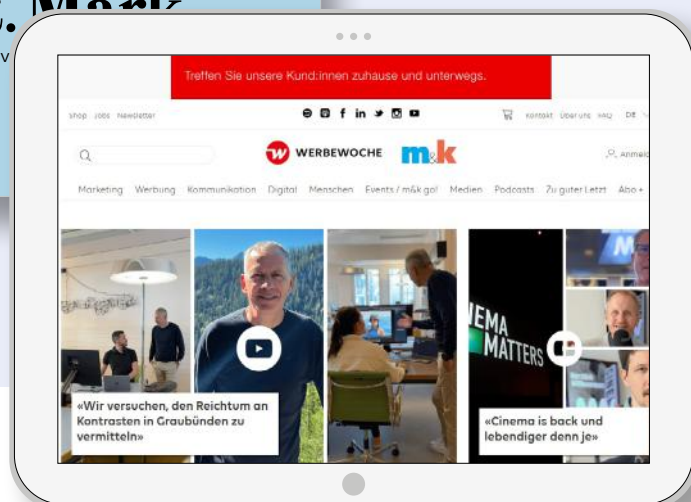 Mark
v
Treffen Sie unsere Kund:innen zuhause und unterwegs.
Shop Jobs Newsletter
Kontakt Über uns FAQ DE
WERBEWOCHE m&k
Marketing Werbung Kommunikation Digital Menschen Events / m&k go! Medien Podcasts Zu guter Letzt Abo +
«Wir versuchen, den Reichtum an
Kontrasten in Graubünden zu
vermitteln»
EMA
MATTERS
«Cinema is back und
lebendiger denn je»